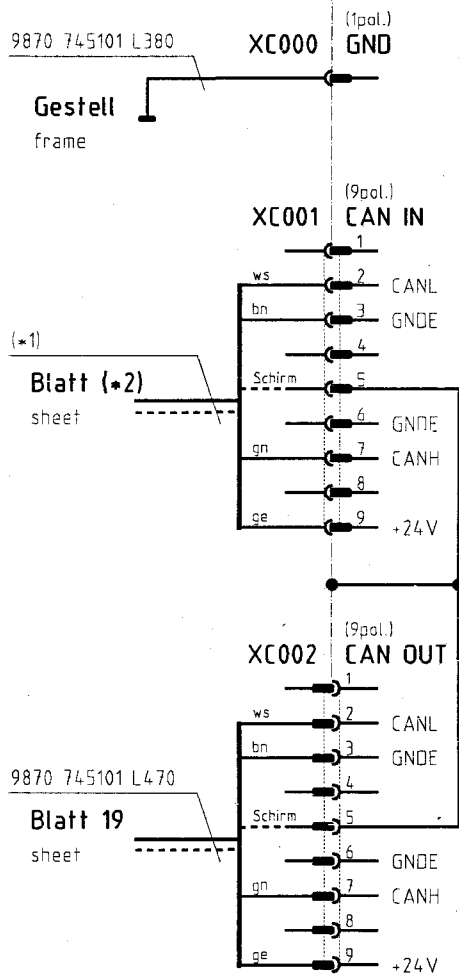 (1pol.)
9870 745101 L380
XC000 GND
Gestell
frame
(9pol.)
XC001 CAN IN
1
ws 2 CANL
bn 3 GNDE
(*1)
4
Blatt (*2)
Schirm 5
sheet
6 GNDE
gn 7 CANH
8
ge 9 +24V
(9pol.)
XC002 CAN OUT
1
ws 2 CANL
bn 3 GNDE
9870 745101 L470
4
Blatt 19
Schirm 5
sheet
6 GNDE
gn 7 CANH
8
ge 9 +24V